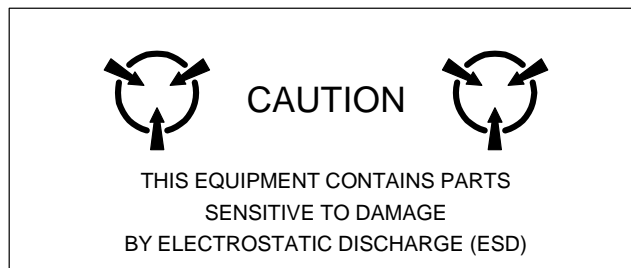 CAUTION
THIS EQUIPMENT CONTAINS PARTS
SENSITIVE TO DAMAGE
BY ELECTROSTATIC DISCHARGE (ESD)